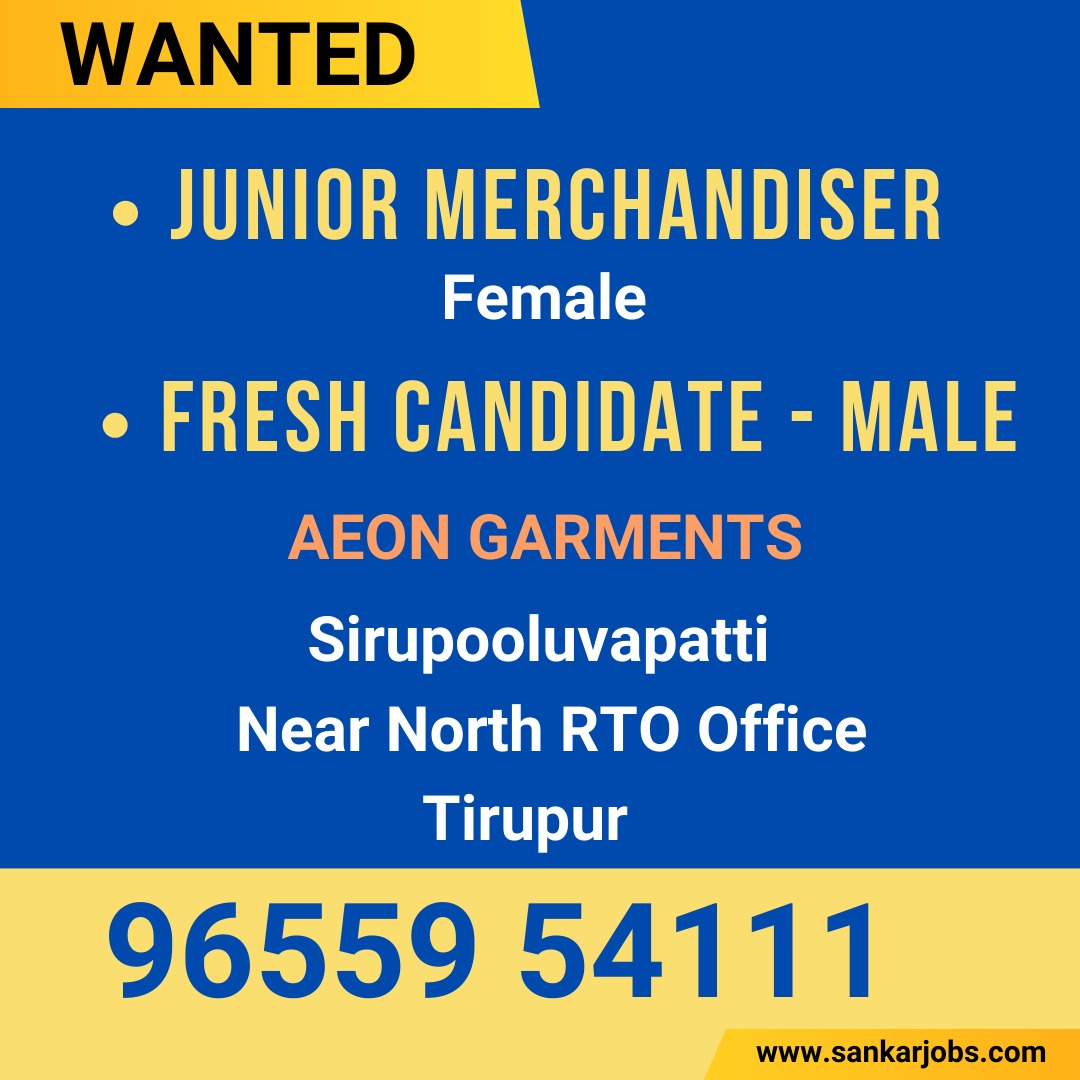 WANTED
• JUNIOR MERCHANDISER
Female
• FRESH CANDIDATE - MALE
AEON GARMENTS
Sirupooluvapatti
Near North RTO Office
Tirupur
96559 54111
www.sankarjobs.com